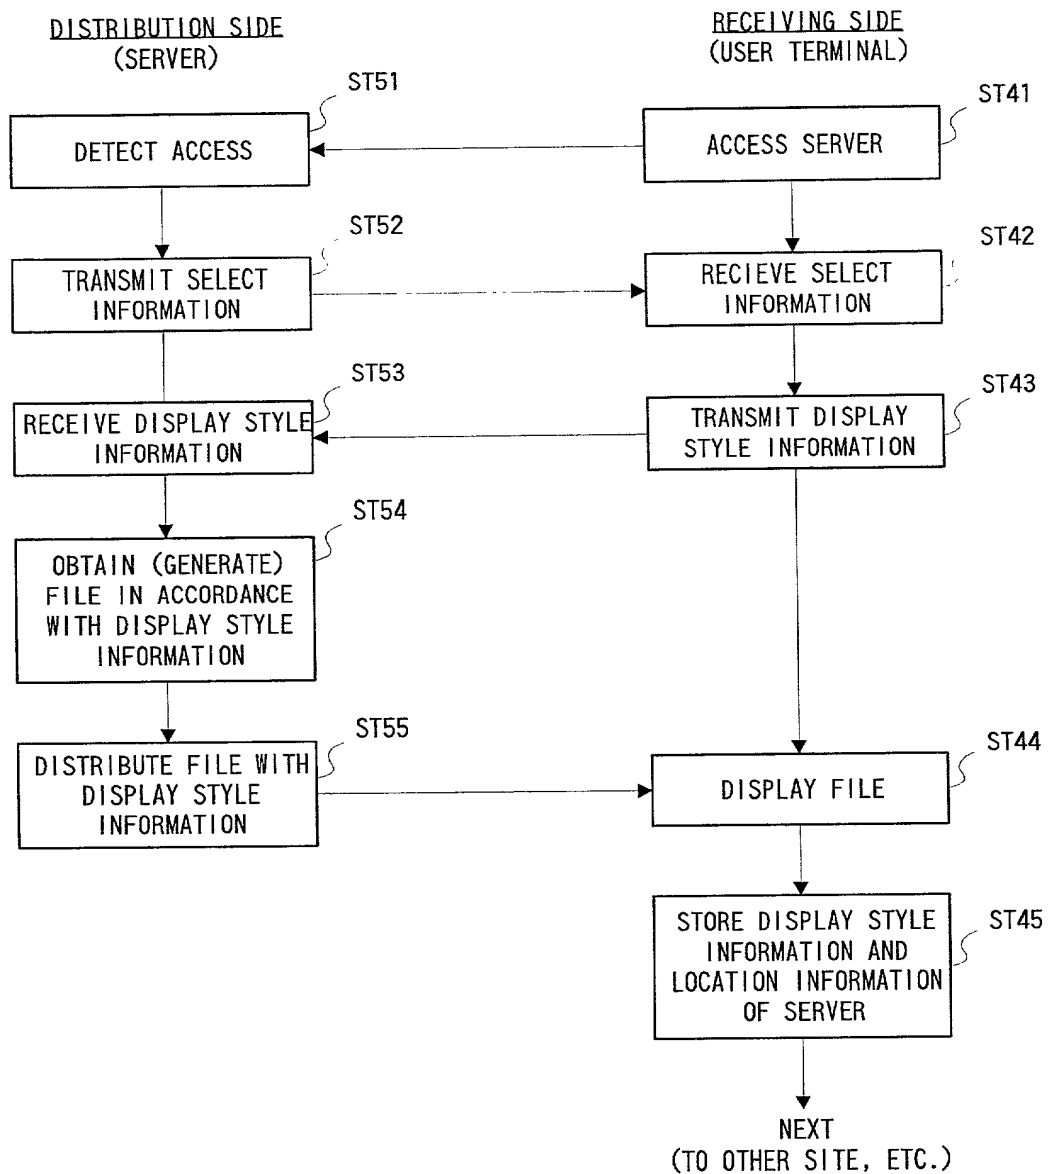 DISTRIBUTION SIDE
(SERVER)
RECEIVING SIDE
(USER TERMINAL)
ST51
DETECT ACCESS
ST41
ACCESS SERVER
ST52
TRANSMIT SELECT
INFORMATION
ST42
RECIEVE SELECT
INFORMATION
ST53
RECEIVE DISPLAY STYLE
INFORMATION
ST43
TRANSMIT DISPLAY
STYLE INFORMATION
ST54
OBTAIN (GENERATE)
FILE IN ACCORDANCE
WITH DISPLAY STYLE
INFORMATION
ST55
DISTRIBUTE FILE WITH
DISPLAY STYLE
INFORMATION
ST44
DISPLAY FILE
ST45
STORE DISPLAY STYLE
INFORMATION AND
LOCATION INFORMATION
OF SERVER
NEXT
(TO OTHER SITE, ETC.)